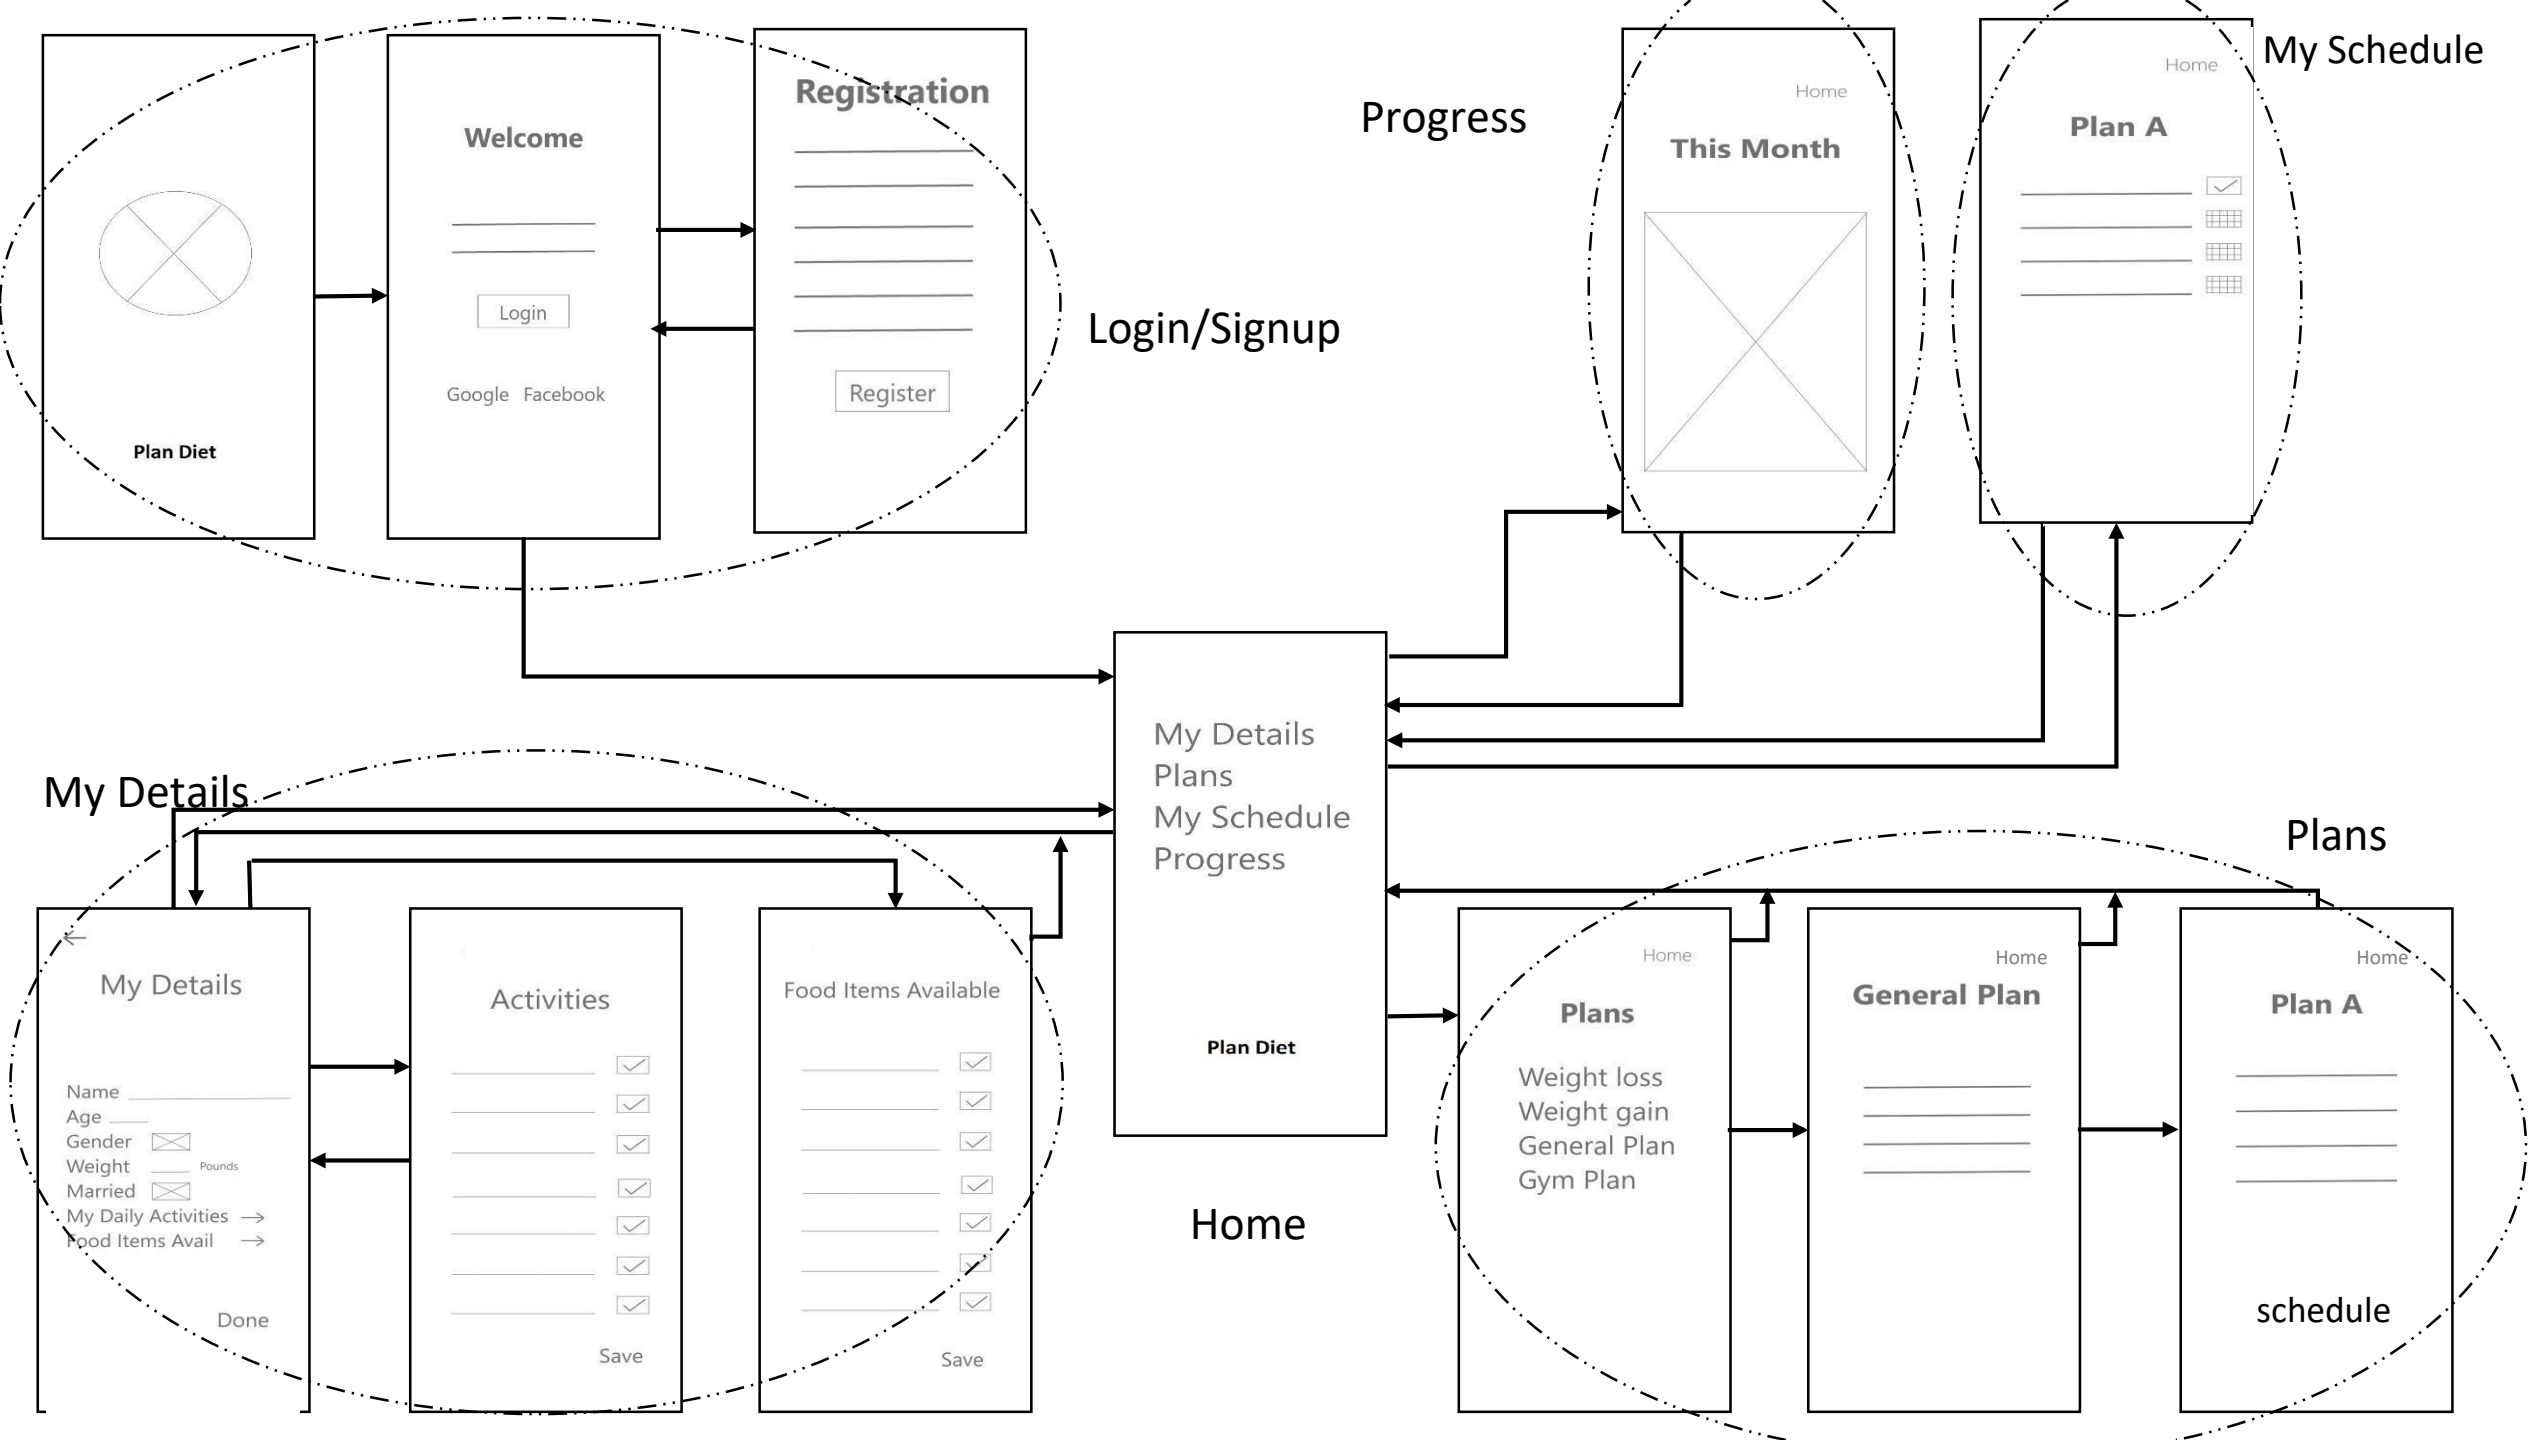 Plan Diet
Welcome
Login
Google Facebook
Registration
Register
Login/Signup
Progress
Home
This Month
My Schedule
Home
Plan A
My Details
Plans
My Schedule
Progress
Plan Diet
Home
My Details
My Details
Name
Age
Gender
Weight Pounds
Married
My Daily Activities
Food Items Avail
Done
Activities
Save
Food Items Available
Save
Plans
Home
Plans
Weight loss
Weight gain
General Plan
Gym Plan
Home
General Plan
Home
Plan A
schedule